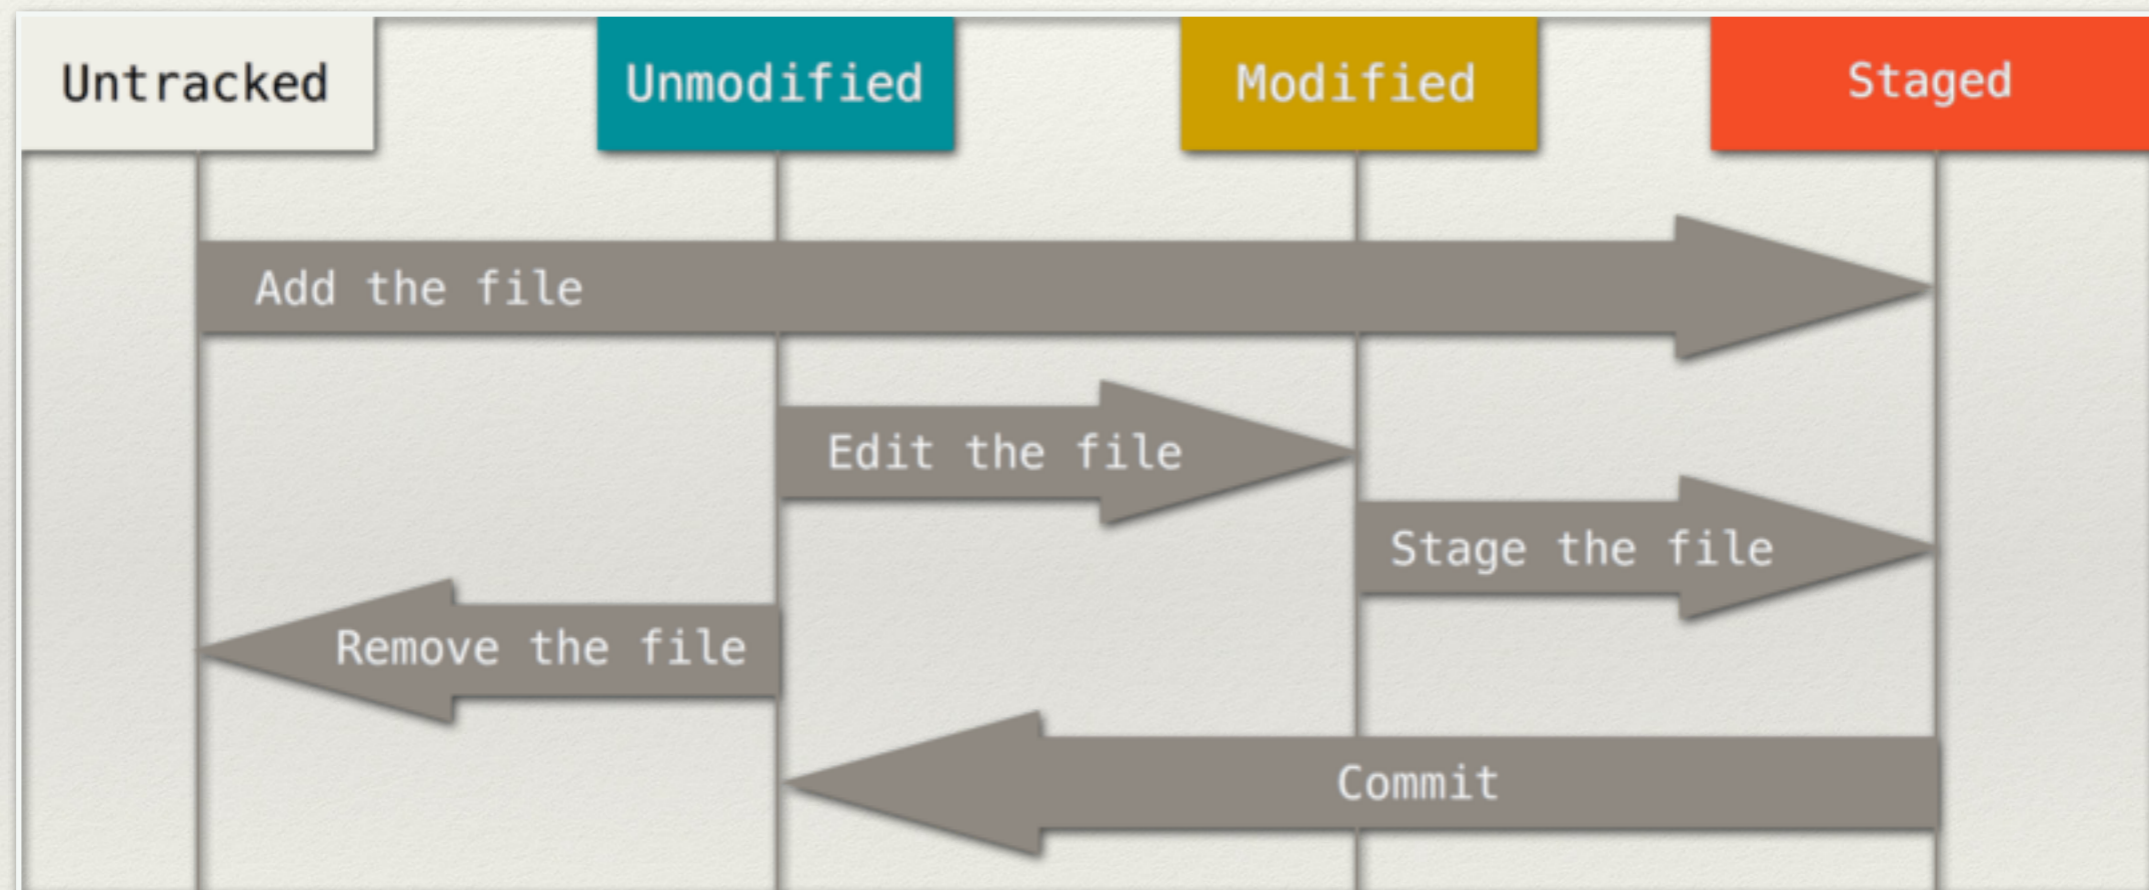 Untracked
Unmodified
Modified
Staged
Add the file
Edit the file
Stage the file
Remove the file
Commit